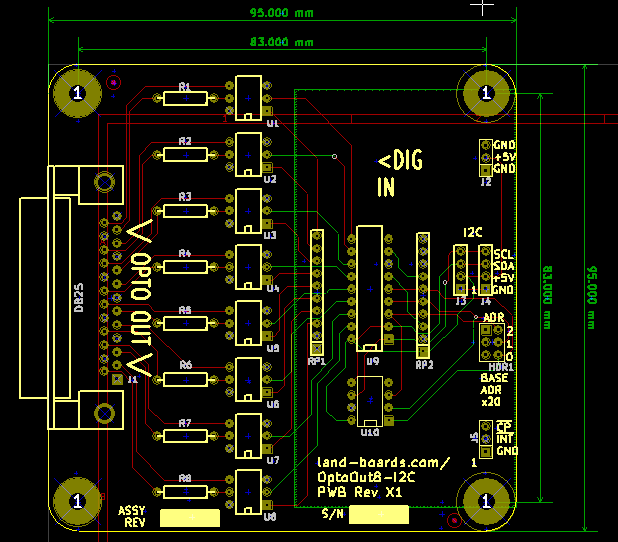 95.000 mm
83.000 mm
1
1
R1
U1
R2
U2
<DIG
IN
GND
+5V
GND
J2
R3
U3
I2C
SCL
SDA
+5V
1 GND
J3 J4
R4
U4
DB25
< OPTO OUT >
83.000 mm
95.000 mm
R5
U5
RP1
U9
RP2
ADR
2
1
0
HDR1
BASE
ADR
x20
J1
R6
U6
U10
R7
U7
J5
CP
INT
GND
1
land-boards.com/
OptoOut8-I2C
PWB Rev X1
R8
U8
1
1
ASSY
REV
S/N